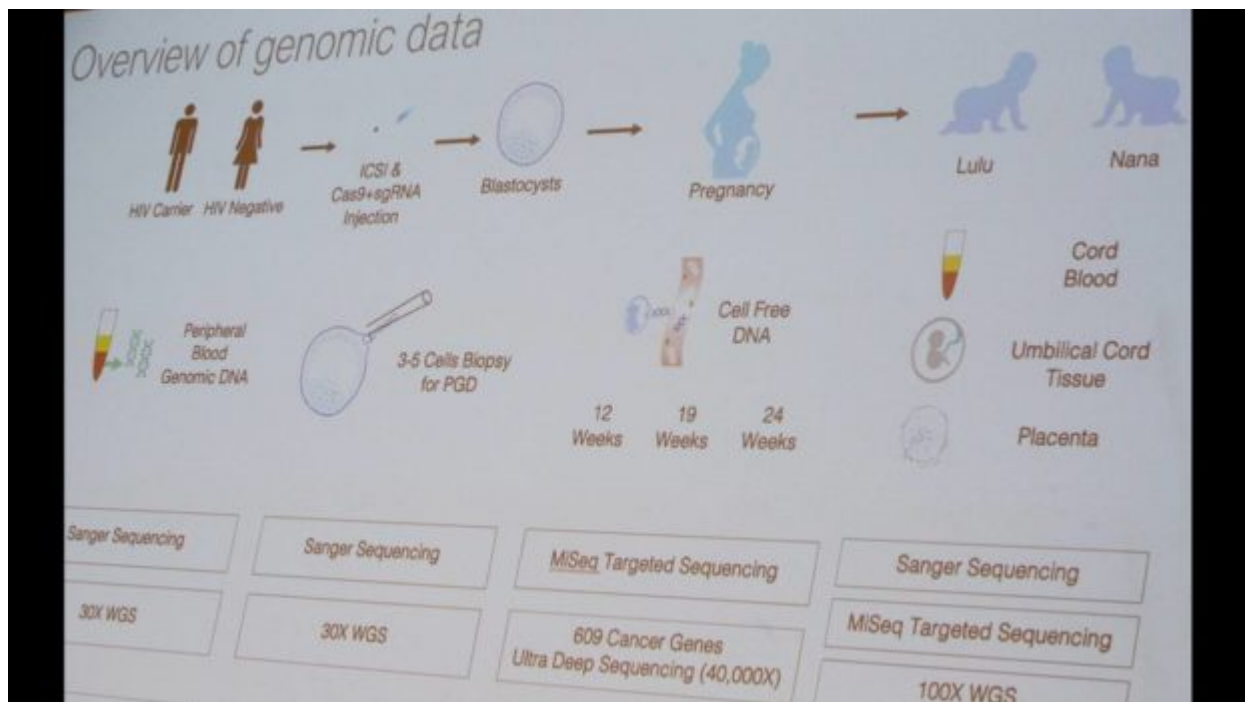 Overview of genomic data
HIV Carrier
HIV Negative
ICSI &
Cas9+sgRNA
Injection
Blastocysts
Pregnancy
Lulu
Nana
Peripheral
Blood
Genomic DNA
3-5 Cells Biopsy
for PGD
Cell Free
DNA
12
Weeks
19
Weeks
24
Weeks
Cord
Blood
Umbilical Cord
Tissue
Placenta
Sanger Sequencing
30X WGS
Sanger Sequencing
30X WGS
MiSeq Targeted Sequencing
609 Cancer Genes
Ultra Deep Sequencing (40,000X)
Sanger Sequencing
MiSeq Targeted Sequencing
100X WGS